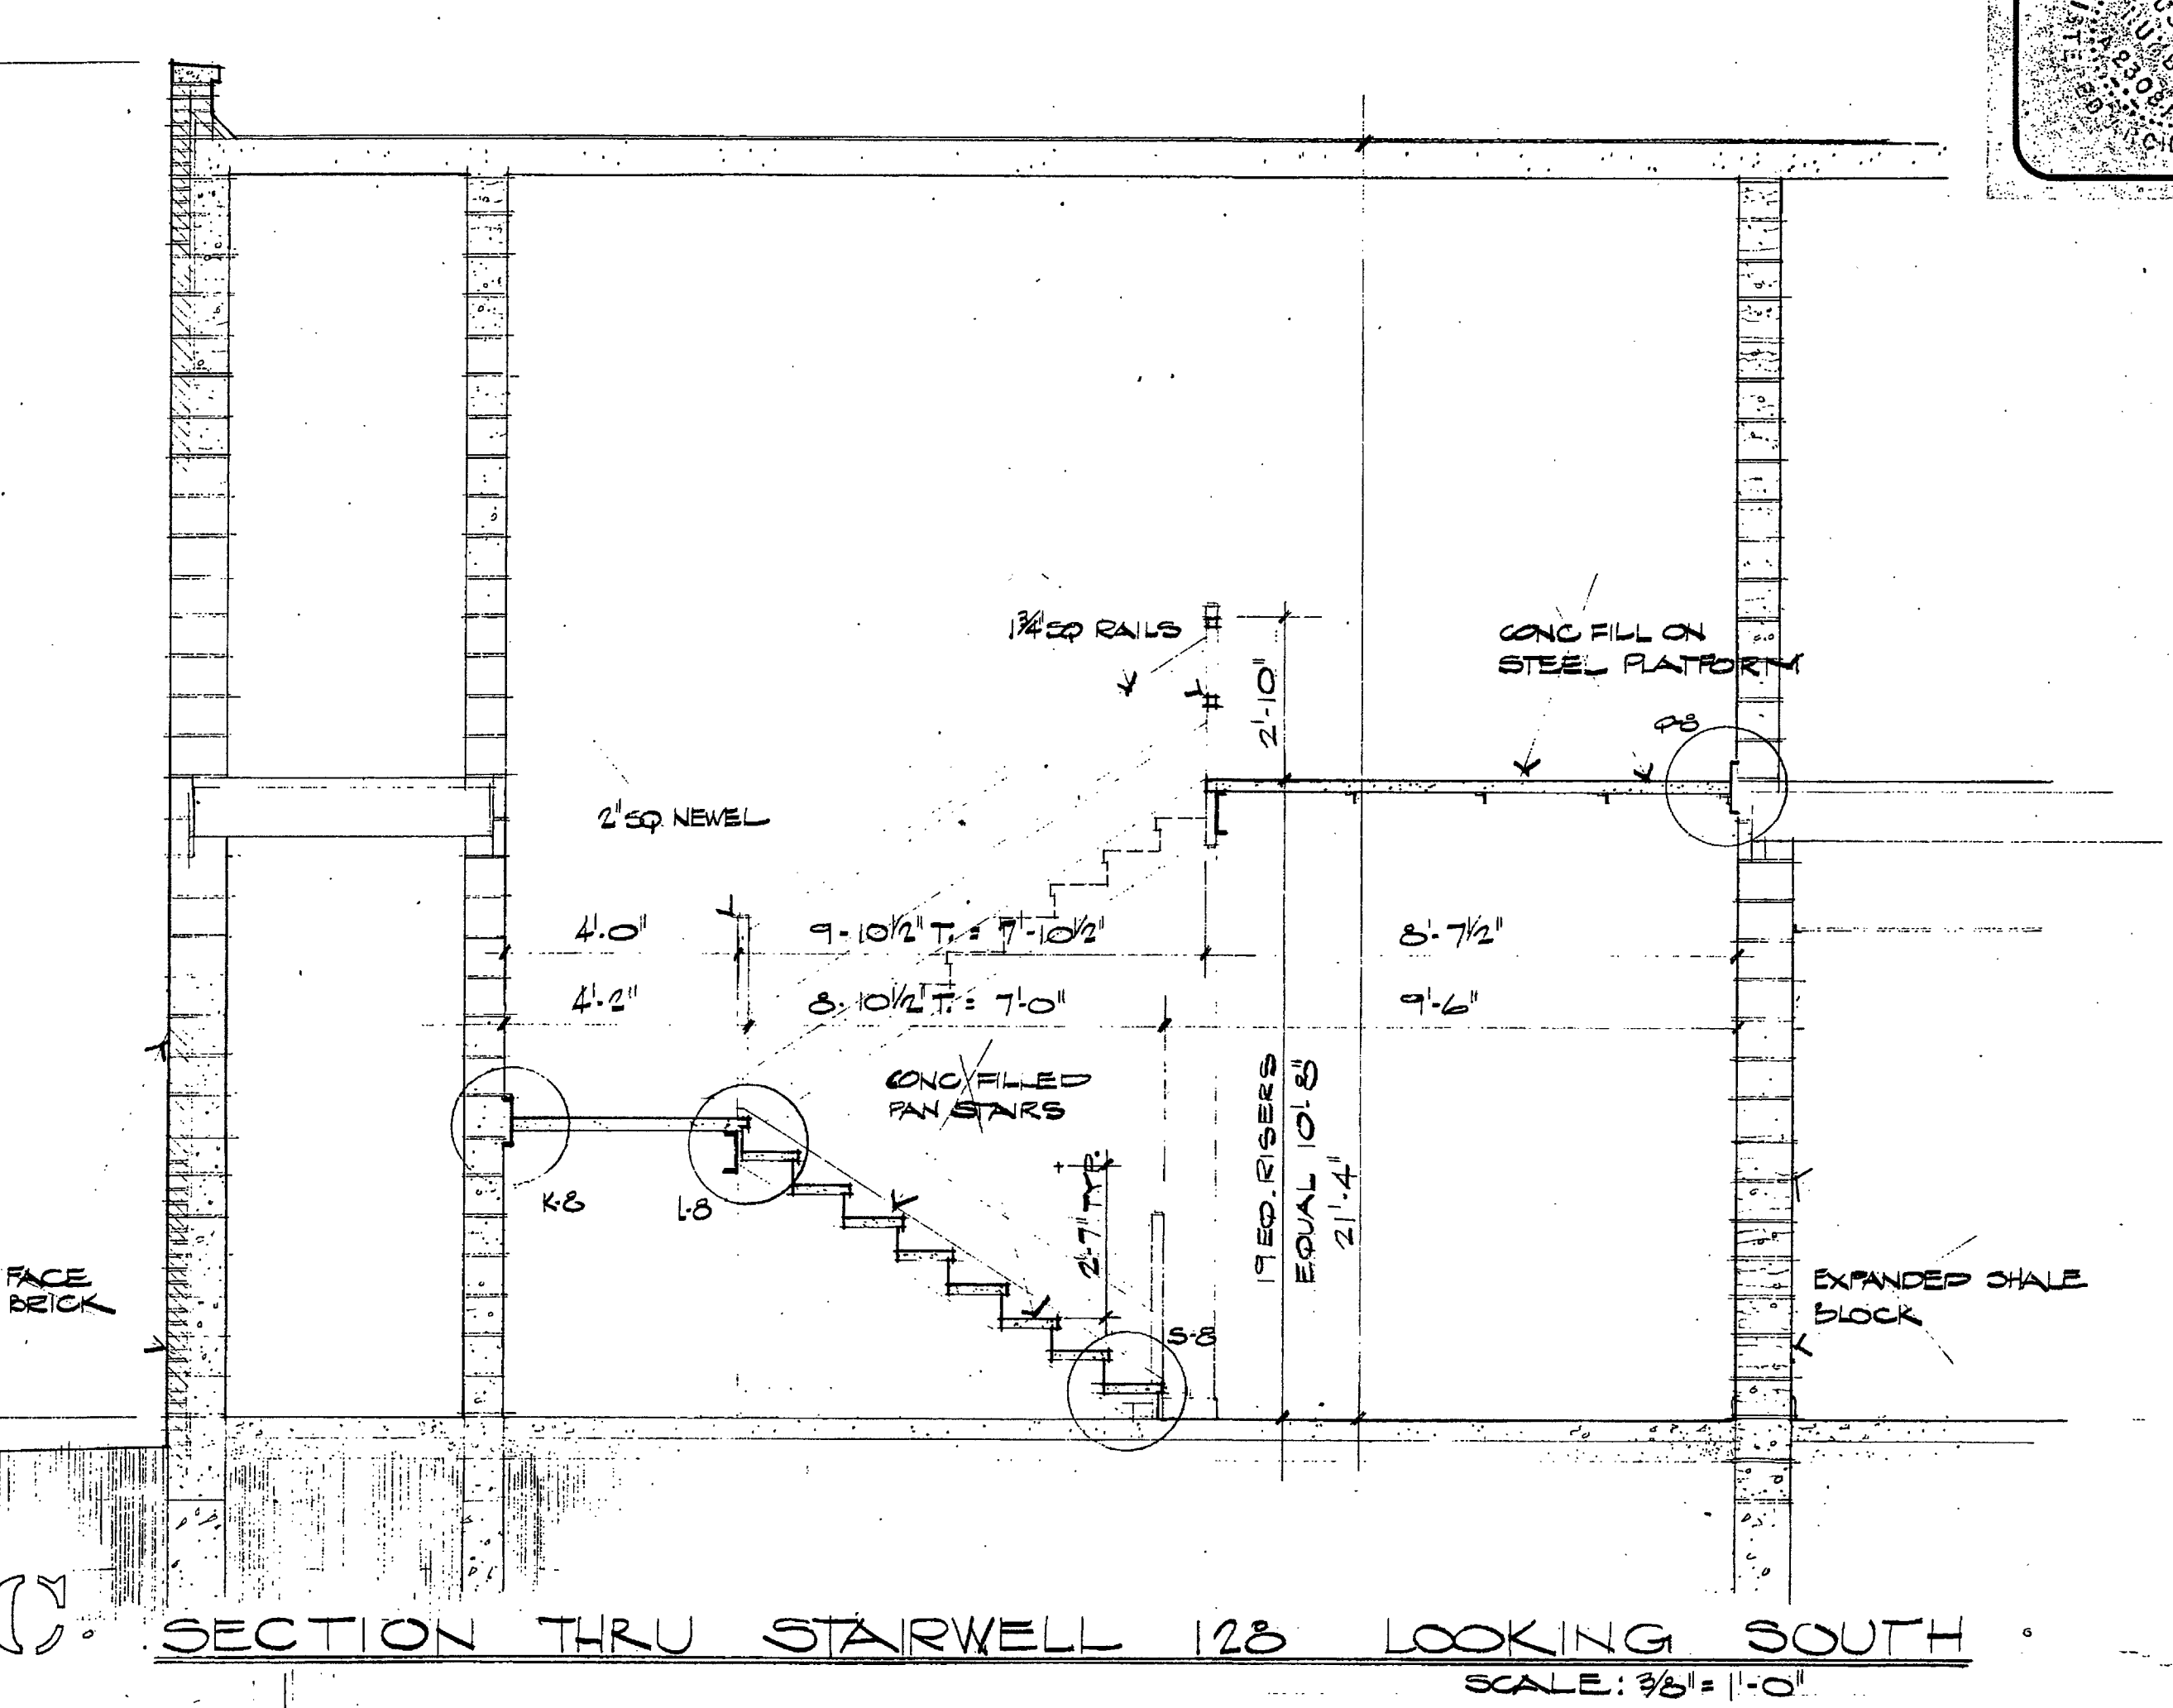 1¾" SQ RAILS
CONC FILL ON
STEEL PLATFORM
2'-10"
Q-8
2" SQ. NEWEL
4'-0"
9-10½" T. = 7'-10½"
8'-7½"
4'-2"
8-10½" T. = 7'-0"
9'-6"
CONC FILLED
PAN STAIRS
K-8
L-8
2'-7" TYP.
19 EQ. RISERS
EQUAL 10'-8"
21'-4"
S-8
FACE
BRICK
EXPANDED SHALE
BLOCK
C.
SECTION THRU STAIRWELL 128 LOOKING SOUTH
SCALE: 3/8" = 1'-0"